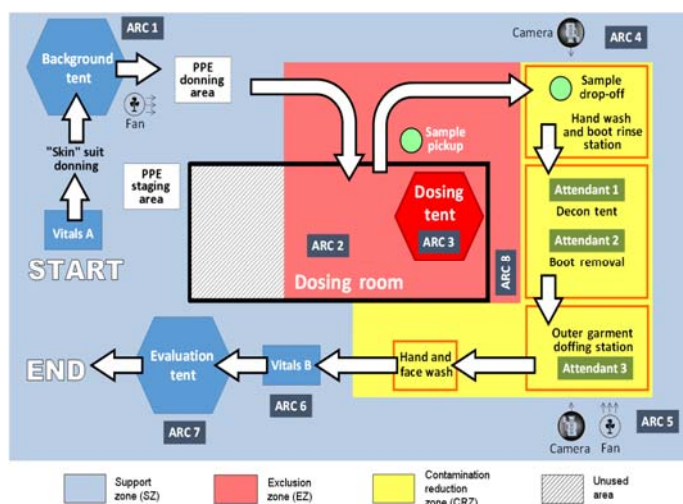 ARC 1
Background
tent
Fan
PPE
donning
area
Camera
ARC 4
Sample
drop-off
Hand wash
and boot rinse
station
"Skin" suit
donning
PPE
staging
area
Sample
pickup
Vitals A
START
Dosing
tent
ARC 3
ARC 2
Dosing room
ARC 8
Attendant 1
Decon tent
Attendant 2
Boot removal
Outer garment
doffing station
Attendant 3
Hand and
face wash
Vitals B
ARC 6
Evaluation
tent
ARC 7
END
Camera
Fan
ARC 5
Support
zone (SZ)
Exclusion
zone (EZ)
Contamination
reduction
zone (CRZ)
Unused
area